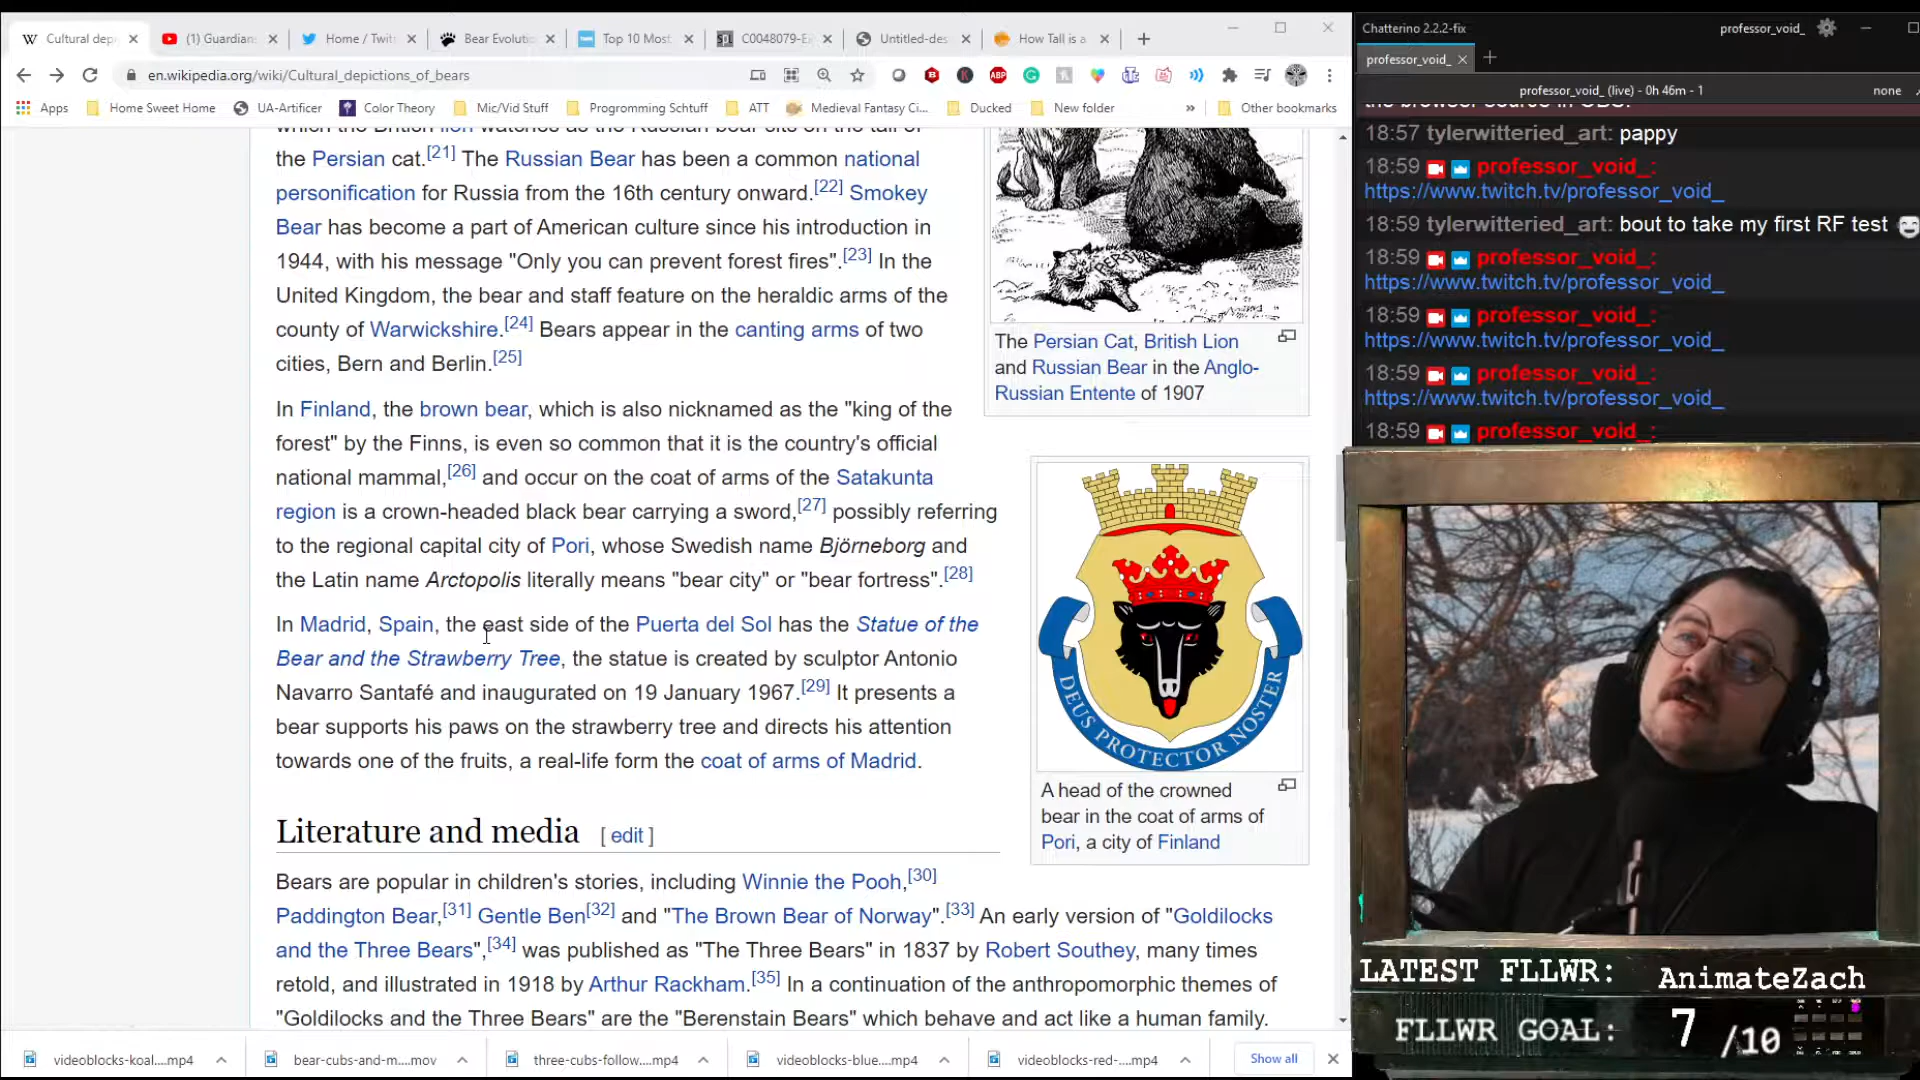 Cultural dep
(1) Guardian
Home / Twit
Bear Evoluti
Top 10 Most
C0048079-E
Untitled-des
How Tall is a
en.wikipedia.org/wiki/Cultural_depictions_of_bears
Apps
Home Sweet Home
UA-Artificer
Color Theory
Mic/Vid Stuff
Programming Schtuff
ATT
Medieval Fantasy Ci...
Ducked
New folder
»
Other bookmarks
which the British lion watches as the Russian bear sits on the tail of
the Persian cat.[21] The Russian Bear has been a common national
personification for Russia from the 16th century onward.[22] Smokey
Bear has become a part of American culture since his introduction in
1944, with his message "Only you can prevent forest fires".[23] In the
United Kingdom, the bear and staff feature on the heraldic arms of the
county of Warwickshire.[24] Bears appear in the canting arms of two
cities, Bern and Berlin.[25]
In Finland, the brown bear, which is also nicknamed as the "king of the
forest" by the Finns, is even so common that it is the country's official
national mammal,[26] and occur on the coat of arms of the Satakunta
region is a crown-headed black bear carrying a sword,[27] possibly referring
to the regional capital city of Pori, whose Swedish name Björneborg and
the Latin name Arctopolis literally means "bear city" or "bear fortress".[28]
In Madrid, Spain, the east side of the Puerta del Sol has the Statue of the
Bear and the Strawberry Tree, the statue is created by sculptor Antonio
Navarro Santafé and inaugurated on 19 January 1967.[29] It presents a
bear supports his paws on the strawberry tree and directs his attention
towards one of the fruits, a real-life form the coat of arms of Madrid.
PERSIA
The Persian Cat, British Lion
and Russian Bear in the Anglo-
Russian Entente of 1907
DEUS PROTECTOR NOSTER
A head of the crowned
bear in the coat of arms of
Pori, a city of Finland
Literature and media [ edit ]
Bears are popular in children's stories, including Winnie the Pooh,[30]
Paddington Bear,[31] Gentle Ben[32] and "The Brown Bear of Norway".[33] An early version of "Goldilocks
and the Three Bears",[34] was published as "The Three Bears" in 1837 by Robert Southey, many times
retold, and illustrated in 1918 by Arthur Rackham.[35] In a continuation of the anthropomorphic themes of
"Goldilocks and the Three Bears" are the "Berenstain Bears" which behave and act like a human family.
videoblocks-koal....mp4
bear-cubs-and-m....mov
three-cubs-follow....mp4
videoblocks-blue....mp4
videoblocks-red-....mp4
Show all
Chatterino 2.2.2-fix
professor_void_
professor_void_
professor_void_ (live) - 0h 46m - 1
none
the browser source in OBS.
18:57 tylerwitteried_art: pappy
18:59 professor_void_:
https://www.twitch.tv/professor_void_
18:59 tylerwitteried_art: bout to take my first RF test
18:59 professor_void_:
https://www.twitch.tv/professor_void_
18:59 professor_void_:
https://www.twitch.tv/professor_void_
18:59 professor_void_:
https://www.twitch.tv/professor_void_
18:59 professor_void_:
LATEST FLLWR: AnimateZach
FLLWR GOAL: 7 /10